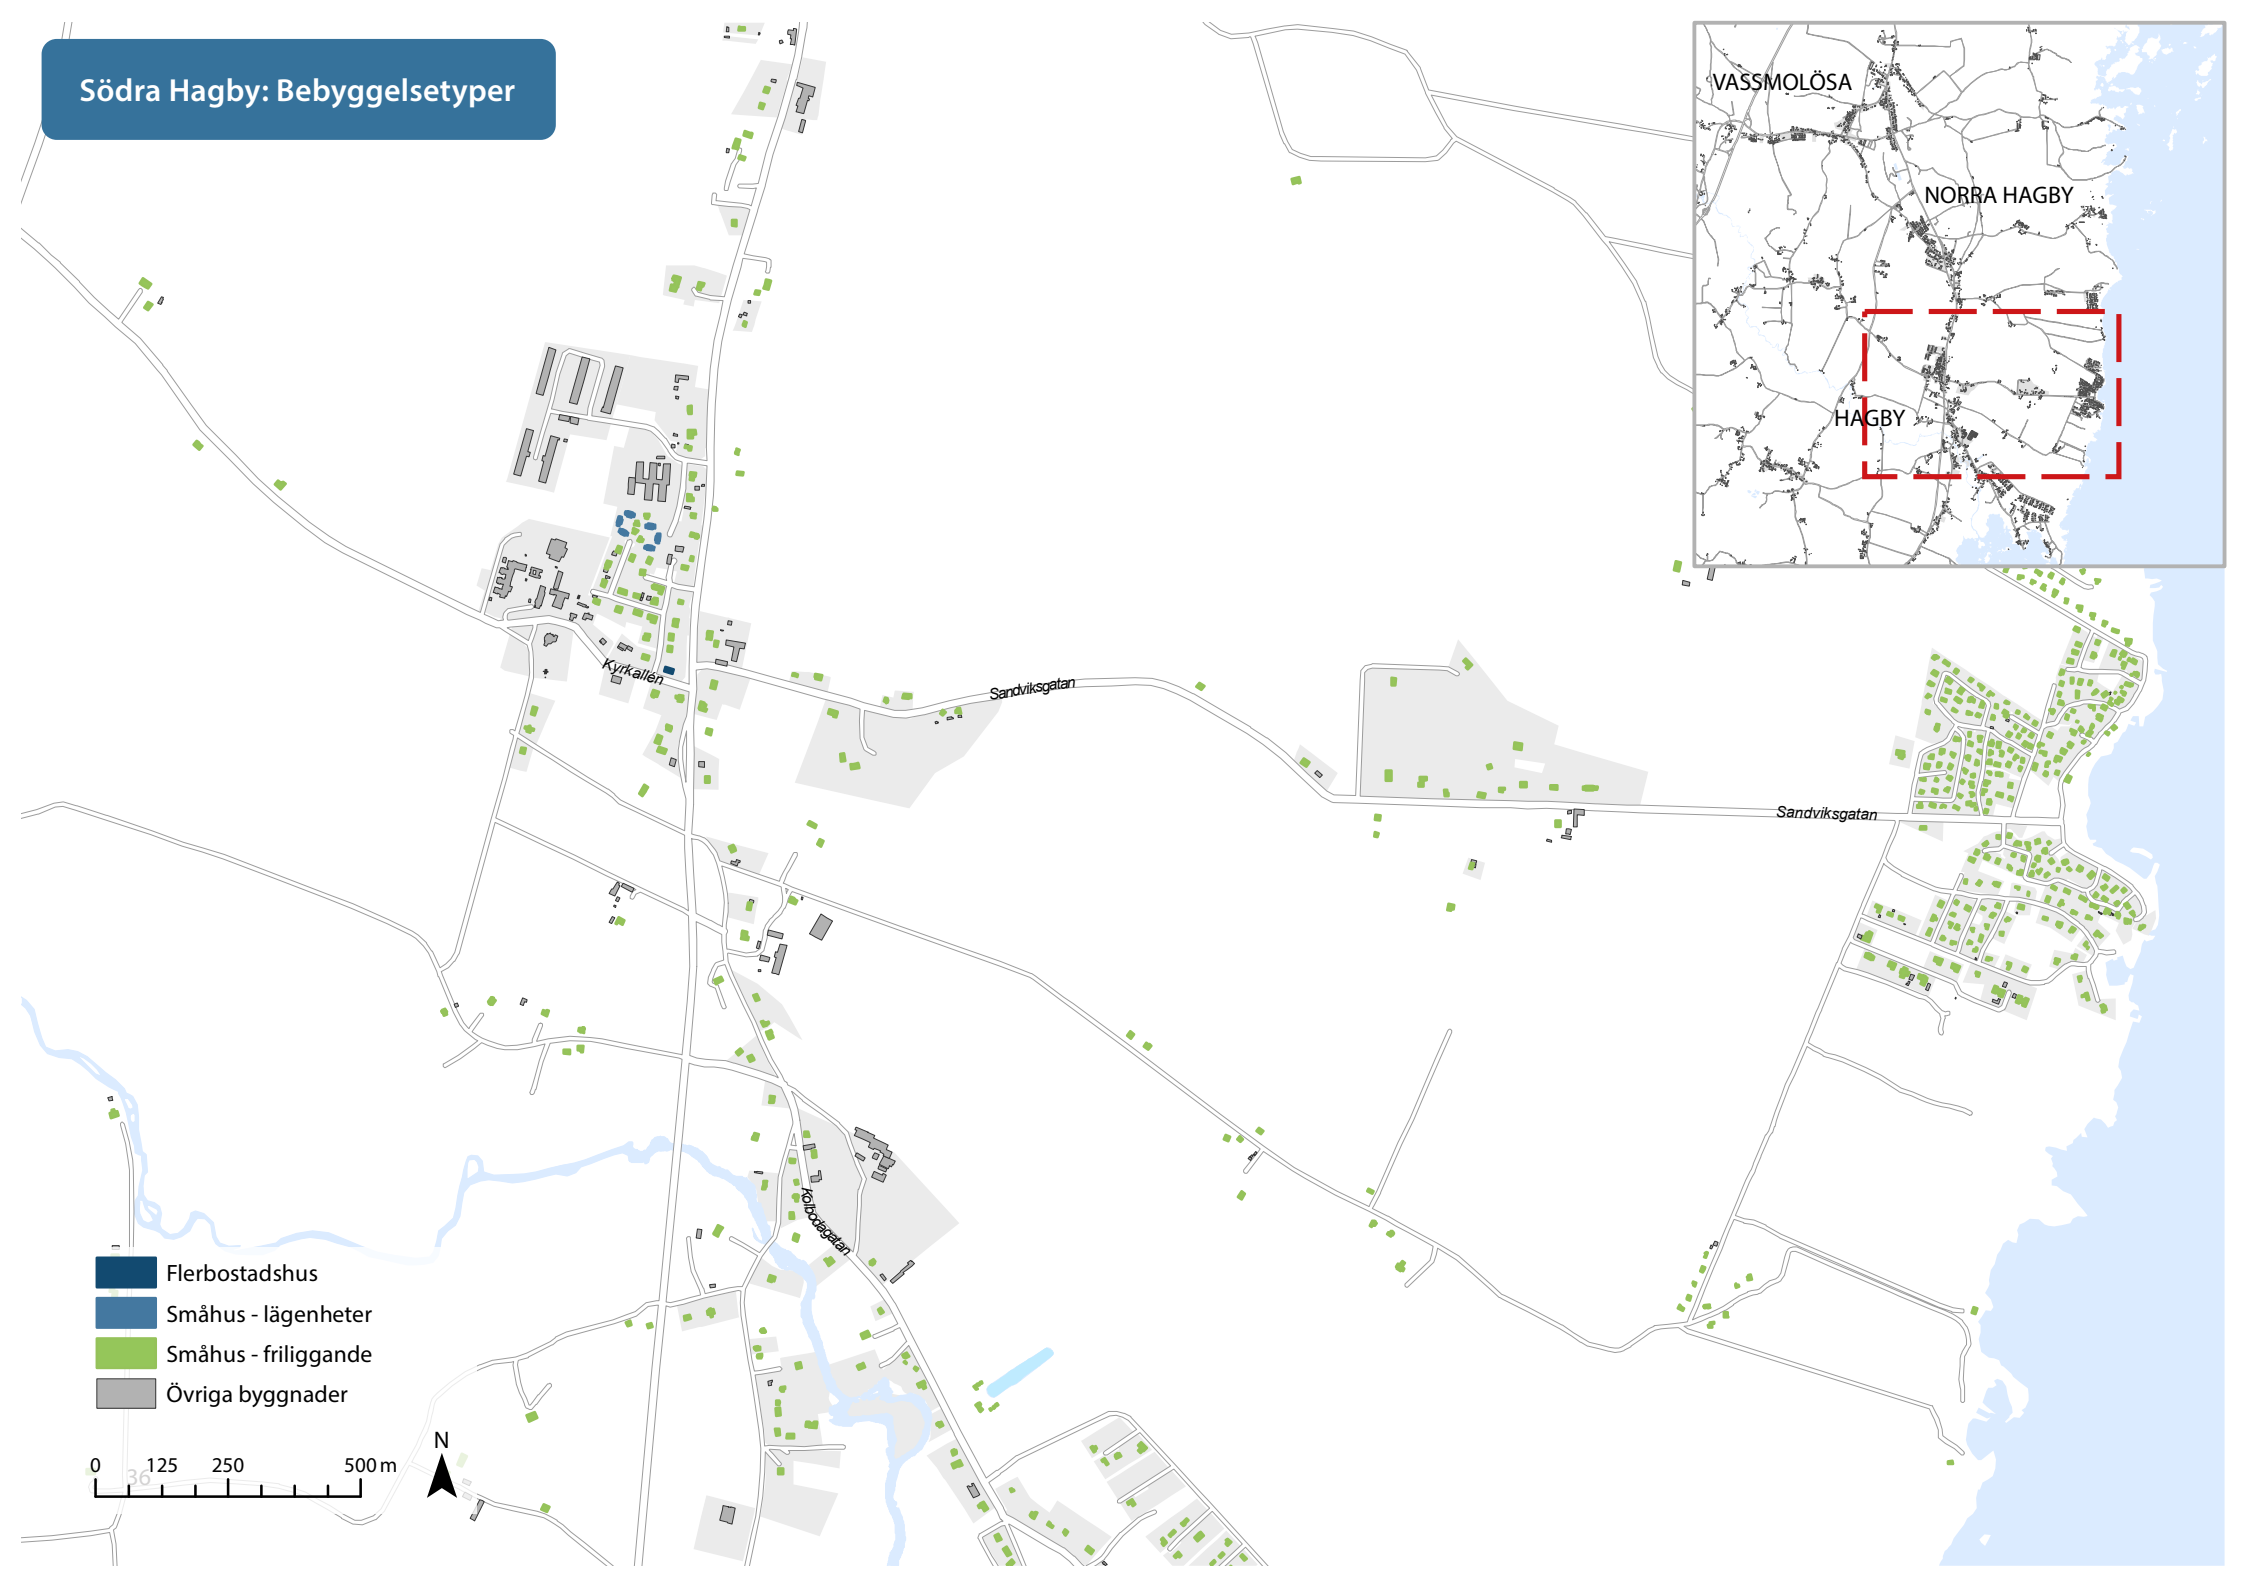 Södra Hagby: Bebyggelsetyper
VASSMOLÖSA
NORRA HAGBY
HAGBY
Kyrkallén
Sandviksgatan
Sandviksgatan
Kolbodagatan
Flerbostadshus
Småhus - lägenheter
Småhus - friliggande
Övriga byggnader
N
0 125 250 500 m
36